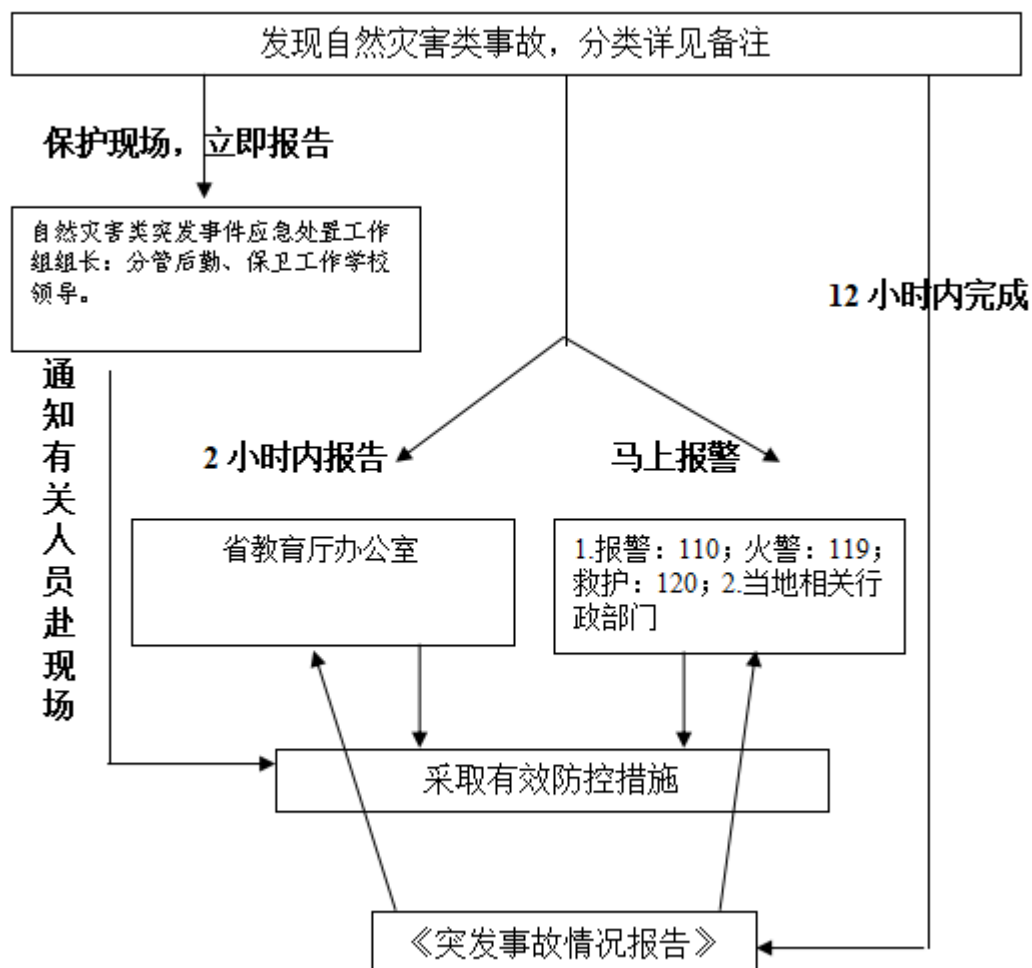 发现自然灾害类事故，分类详见备注
保护现场，立即报告
自然灾害类突发事件应急处置工作
组组长：分管后勤、保卫工作学校
领导。
12 小时内完成
通
知
有
关
人
员
赴
现
场
2 小时内报告
马上报警
省教育厅办公室
1.报警：110；火警：119；
救护：120；2.当地相关行
政部门
采取有效防控措施
《突发事故情况报告》